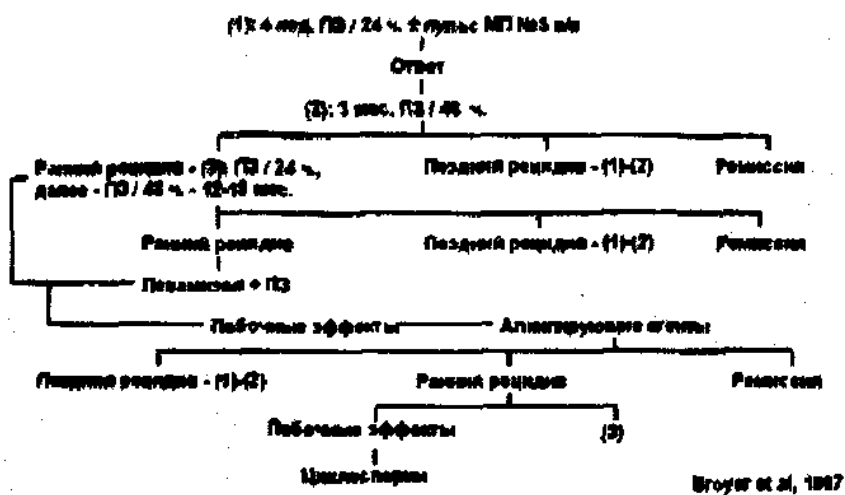 (1): 4 нед. ПЗ / 24 ч. ± пульс МП №3 в/в
Ответ
(2): 3 мес. ПЗ / 48 ч.
Ранний рецидив - (3): ПЗ / 24 ч, Поздний рецидив - (1)-(2) Ремиссия
далее - ПЗ / 48 ч. - 12-18 мес.
Ранний рецидив Поздний рецидив - (1)-(2) Ремиссия
Левамизол + ПЗ
Побочные эффекты Алкилирующие агенты
Поздний рецидив - (1)-(2) Ранний рецидив Ремиссия
Побочные эффекты (3)
Циклоспорин
Broyer et al, 1997